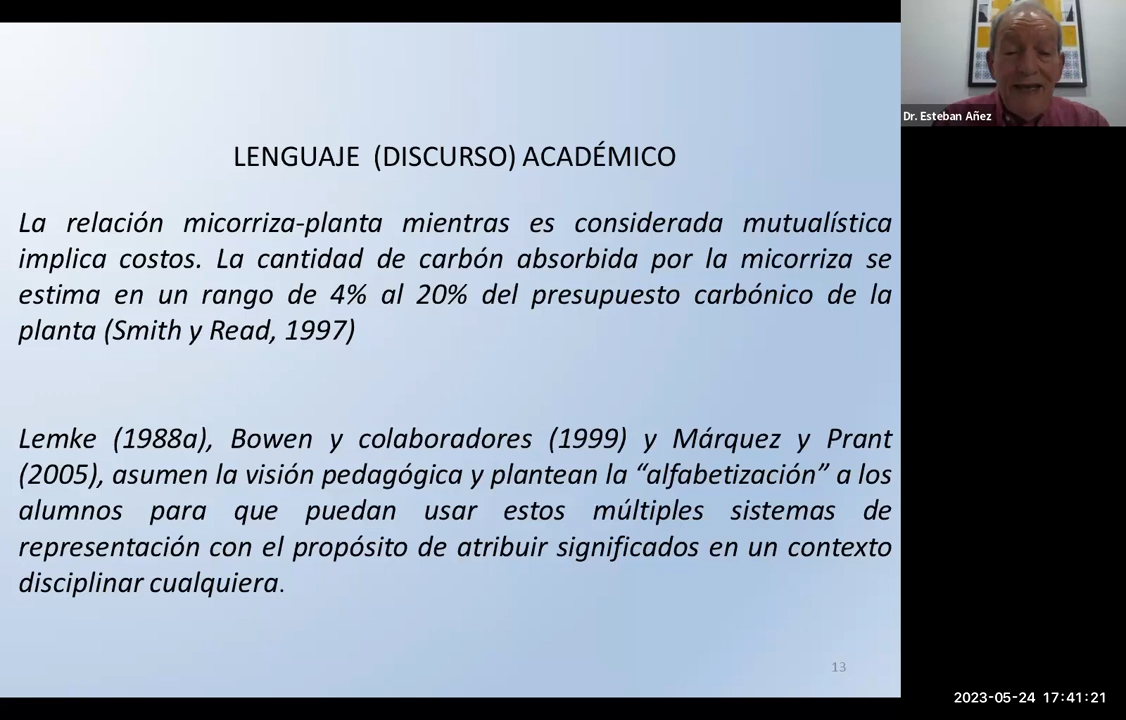 LENGUAJE (DISCURSO) ACADÉMICO
La relación micorriza-planta mientras es considerada mutualística
implica costos. La cantidad de carbón absorbida por la micorriza se
estima en un rango de 4% al 20% del presupuesto carbónico de la
planta (Smith y Read, 1997)
Lemke (1988a), Bowen y colaboradores (1999) y Márquez y Prant
(2005), asumen la visión pedagógica y plantean la “alfabetización” a los
alumnos para que puedan usar estos múltiples sistemas de
representación con el propósito de atribuir significados en un contexto
disciplinar cualquiera.
13
Dr. Esteban Añez
2023-05-24 17:41:21